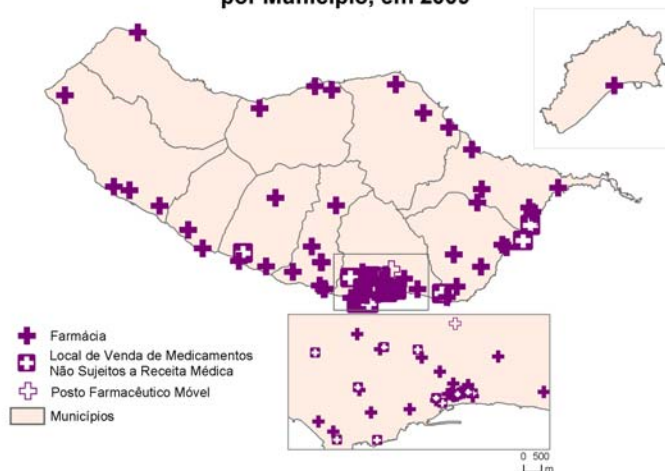 por Município, em 2009
Farmácia
Local de Venda de Medicamentos
Não Sujeitos a Receita Médica
Posto Farmacêutico Móvel
Municípios
0 500
m